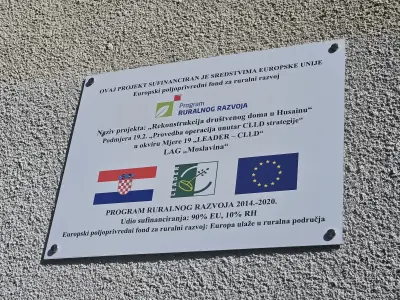 OVAJ PROJEKT SUFINANCIRAN JE SREDSTVIMA EUROPSKE UNIJE
Europski poljoprivredni fond za ruralni razvoj
Program
RURALNOG RAZVOJA
Naziv projekta: „Rekonstrukcija društvenog doma u Husainu“
Podmjera 19.2. „Provedba operacija unutar CLLD strategije“
u okviru Mjere 19 „LEADER – CLLD“
LAG „Moslavina“
PROGRAM RURALNOG RAZVOJA 2014.-2020.
Udio sufinanciranja: 90% EU, 10% RH
Europski poljoprivredni fond za ruralni razvoj: Europa ulaže u ruralna područja